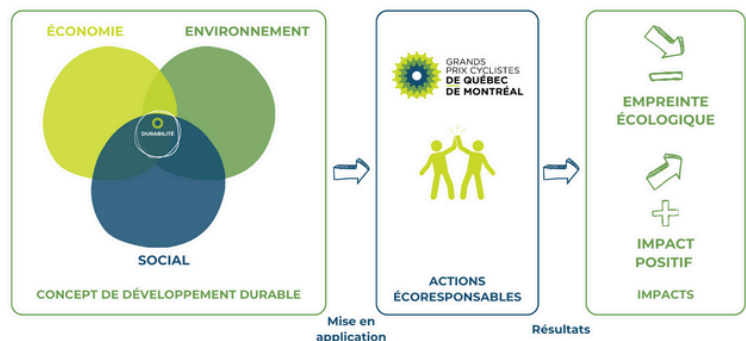 ÉCONOMIE
ENVIRONNEMENT
DURABILITÉ
SOCIAL
CONCEPT DE DÉVELOPPEMENT DURABLE
Mise en
application
GRANDS
PRIX CYCLISTES
DE QUÉBEC
DE MONTRÉAL
ACTIONS
ÉCORESPONSABLES
Résultats
EMPREINTE
ÉCOLOGIQUE
IMPACT
POSITIF
IMPACTS